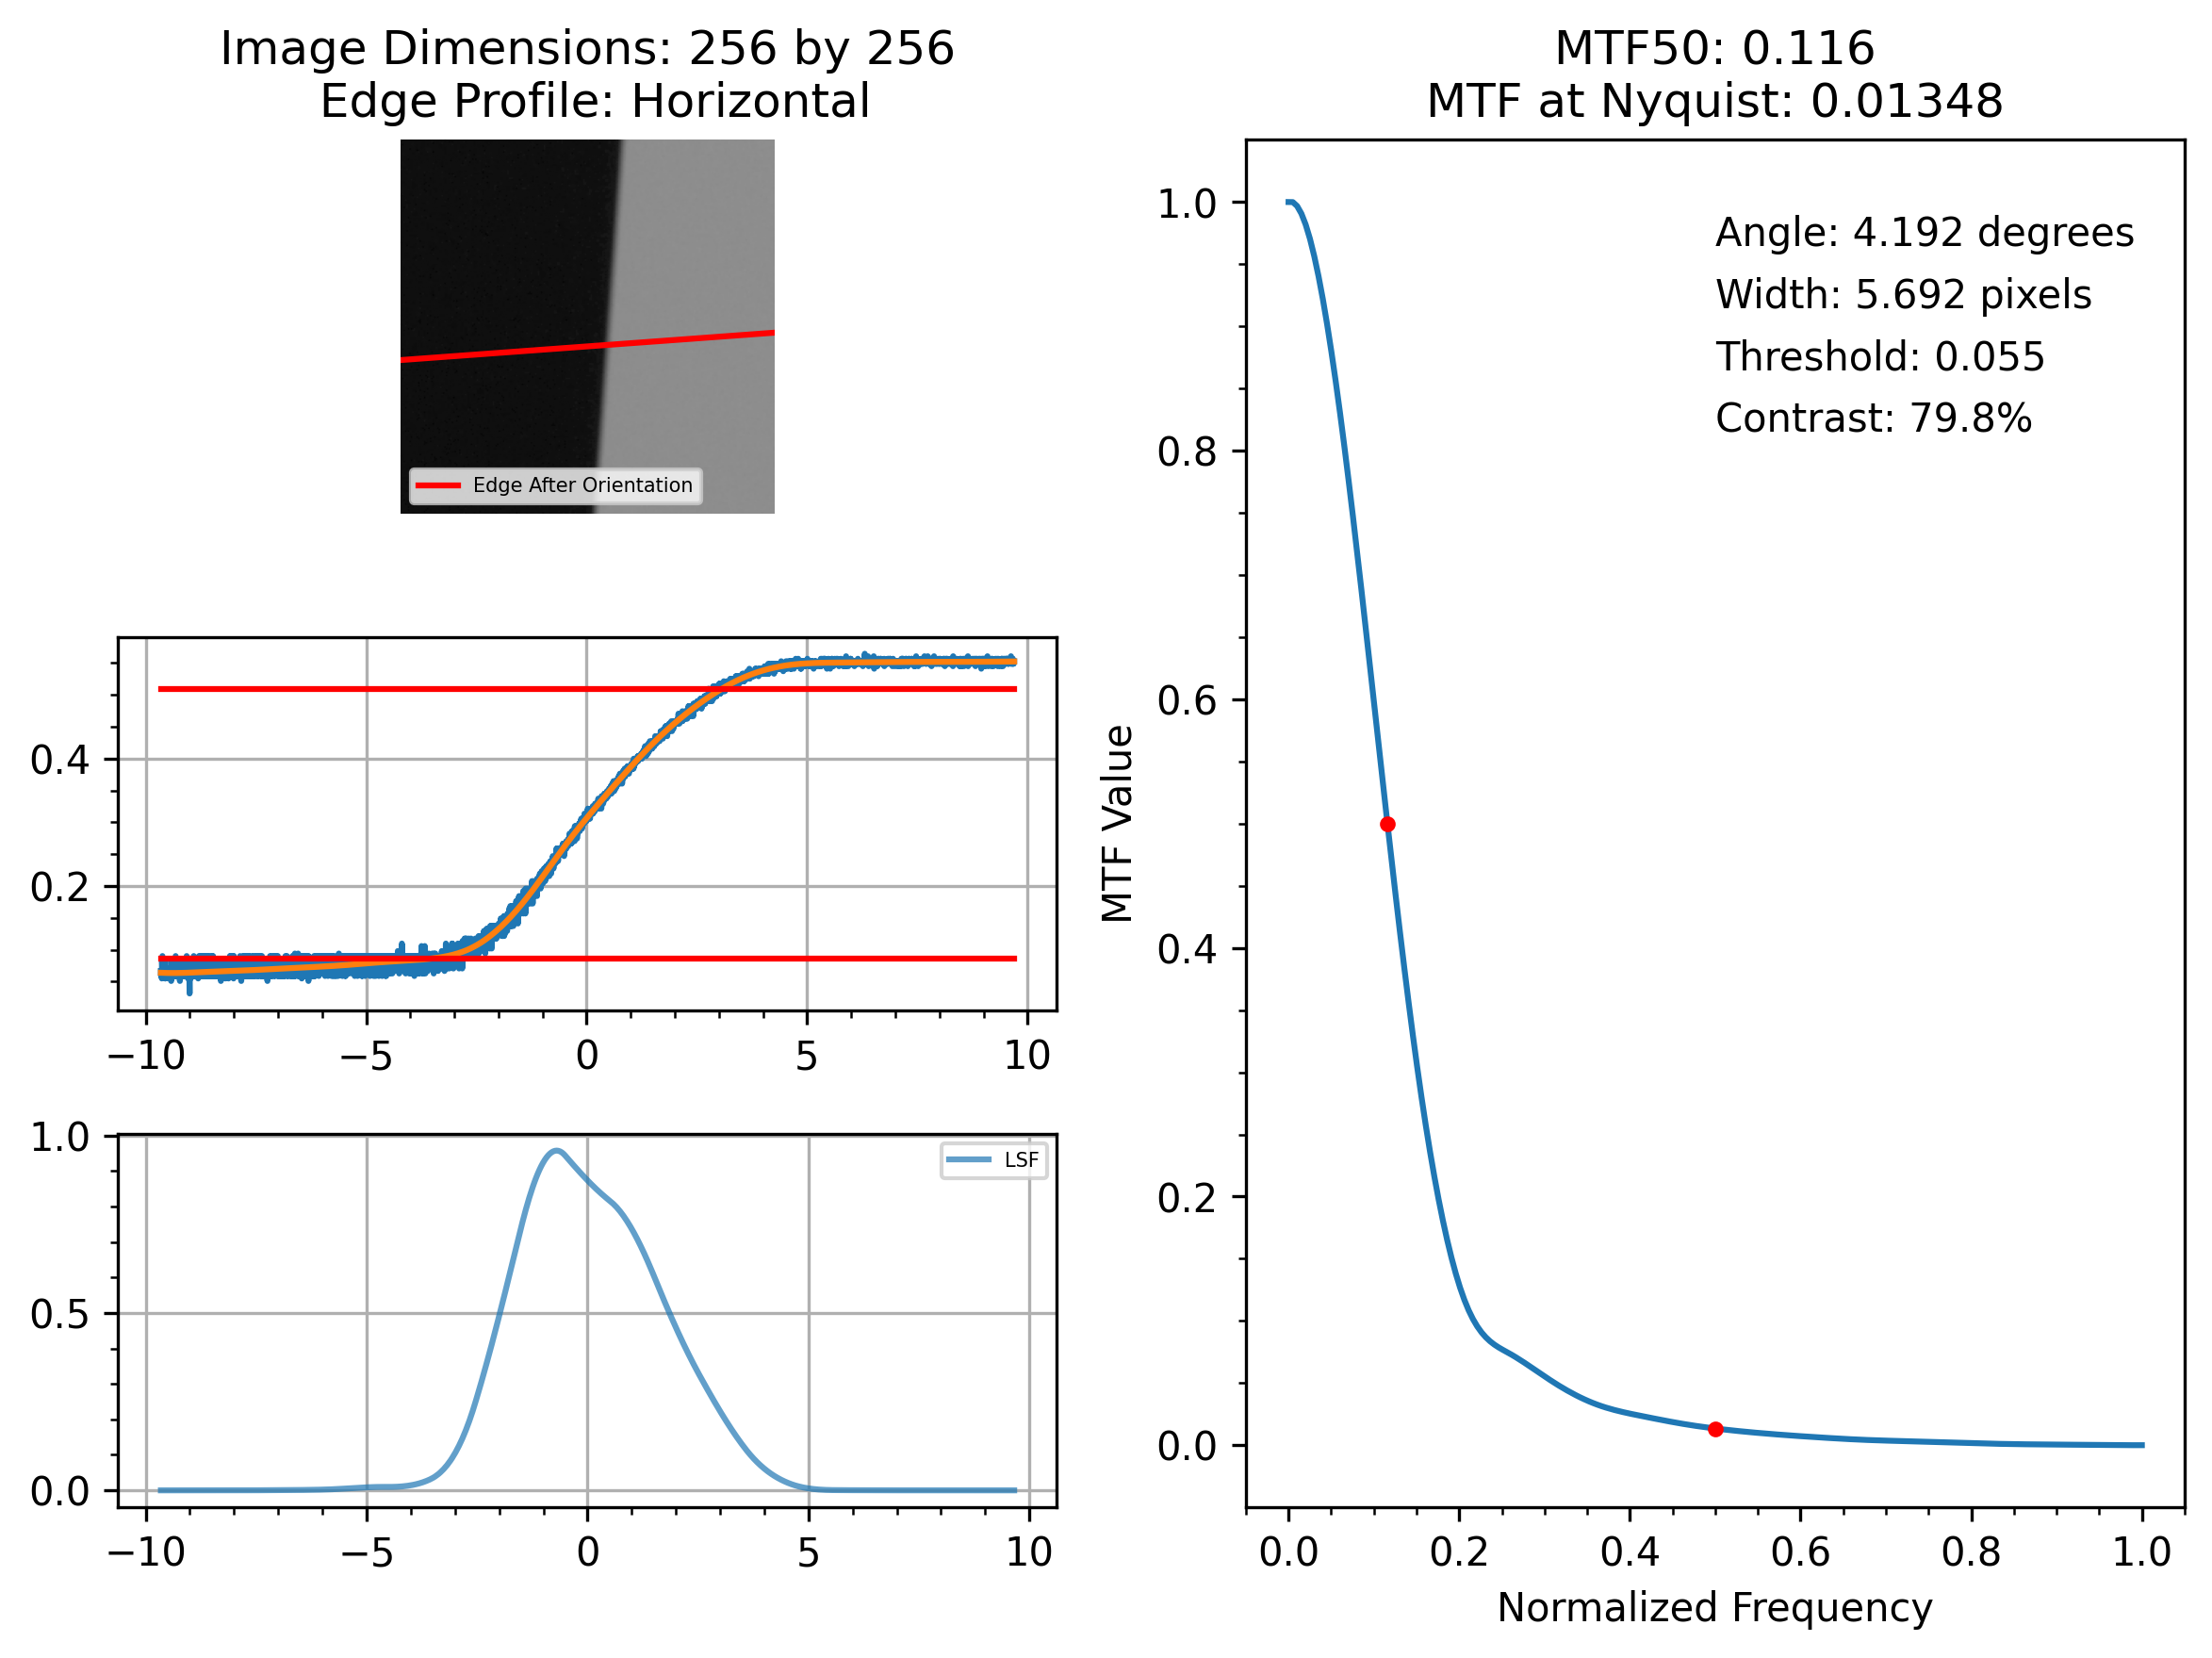 Image Dimensions: 256 by 256
Edge Profile: Horizontal
Edge After Orientation
0.4
0.2
−10 −5 0 5 10
1.0
0.5
0.0
LSF
−10 −5 0 5 10
MTF50: 0.116
MTF at Nyquist: 0.01348
Angle: 4.192 degrees
Width: 5.692 pixels
Threshold: 0.055
Contrast: 79.8%
MTF Value
1.0
0.8
0.6
0.4
0.2
0.0
0.0 0.2 0.4 0.6 0.8 1.0
Normalized Frequency